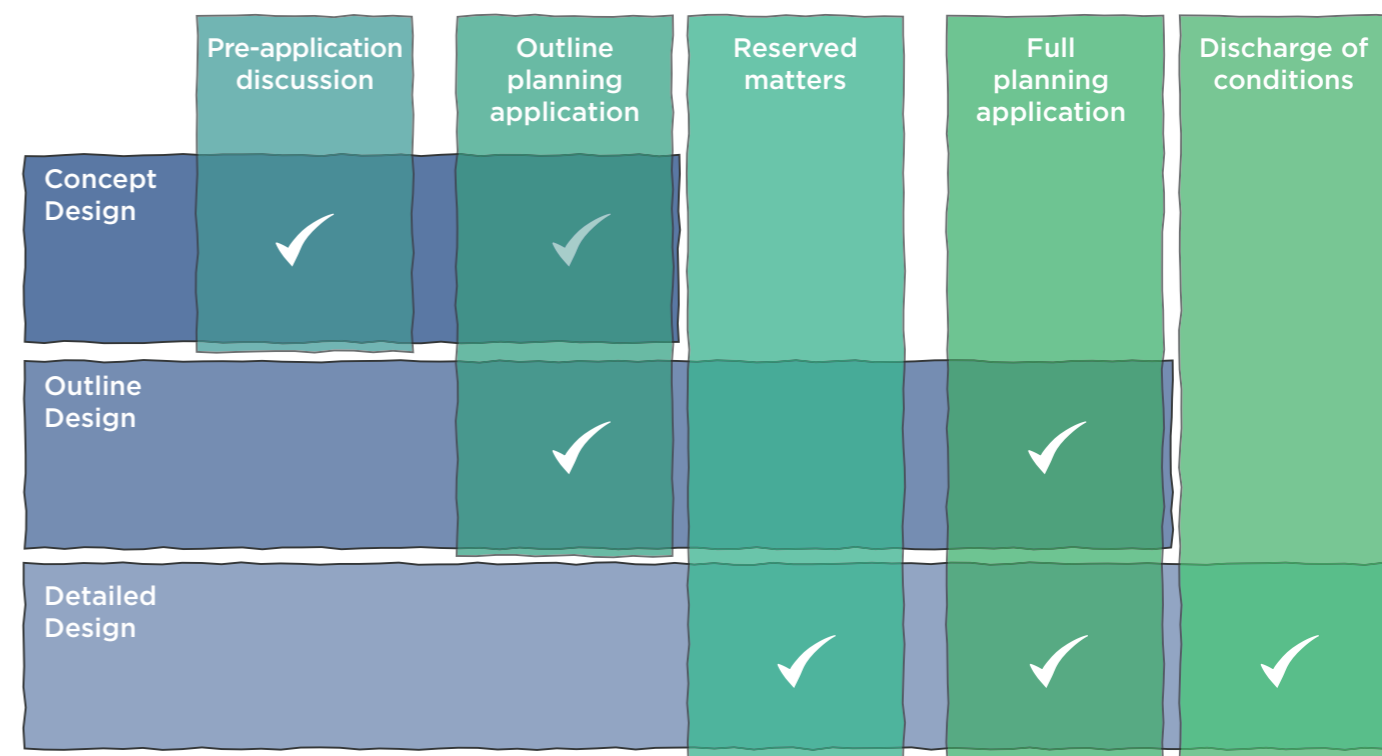 Pre-application
discussion
Outline
planning
application
Reserved
matters
Full
planning
application
Discharge of
conditions
Concept
Design
Outline
Design
Detailed
Design